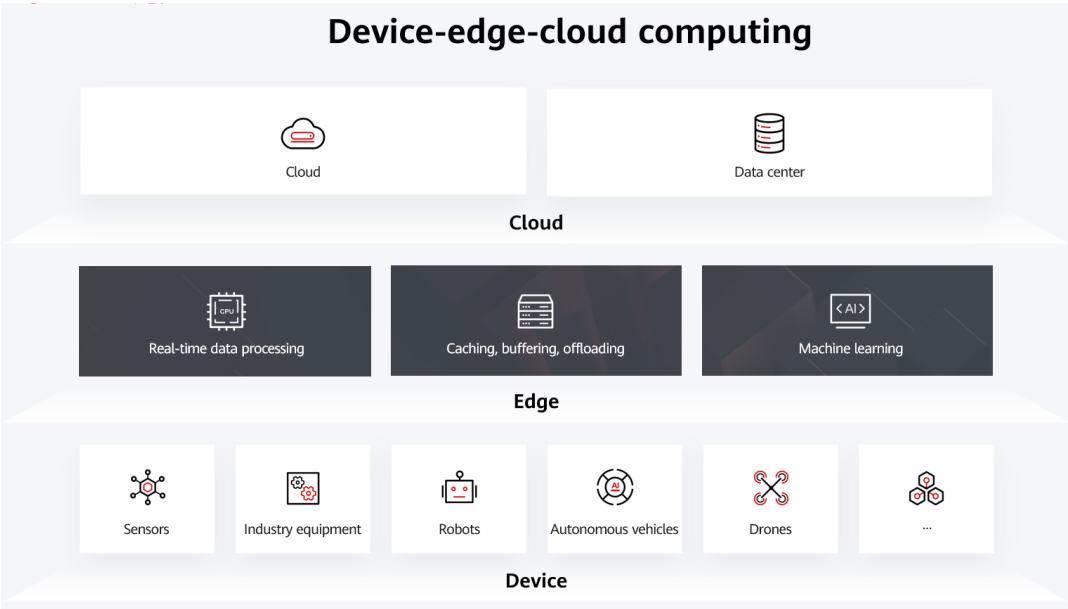 Device-edge-cloud computing
Cloud
Data center
Cloud
CPU
<AI>
Real-time data processing
Caching, buffering, offloading
Machine learning
Edge
AI
Sensors
Industry equipment
Robots
Autonomous vehicles
Drones
...
Device